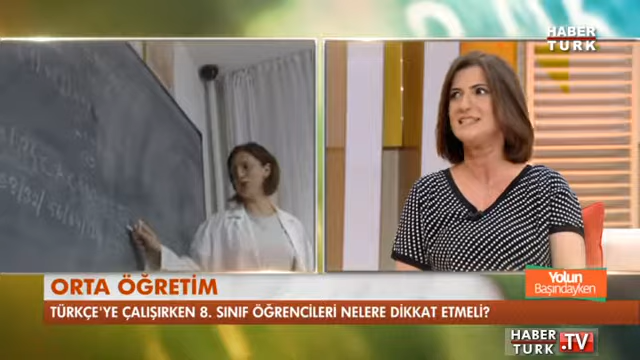 HABER
TÜRK
ORTA ÖĞRETİM
Yolun
Başındayken
TÜRKÇE'YE ÇALIŞIRKEN 8. SINIF ÖĞRENCİLERİ NELERE DİKKAT ETMELİ?
HABER
TURK
.TV